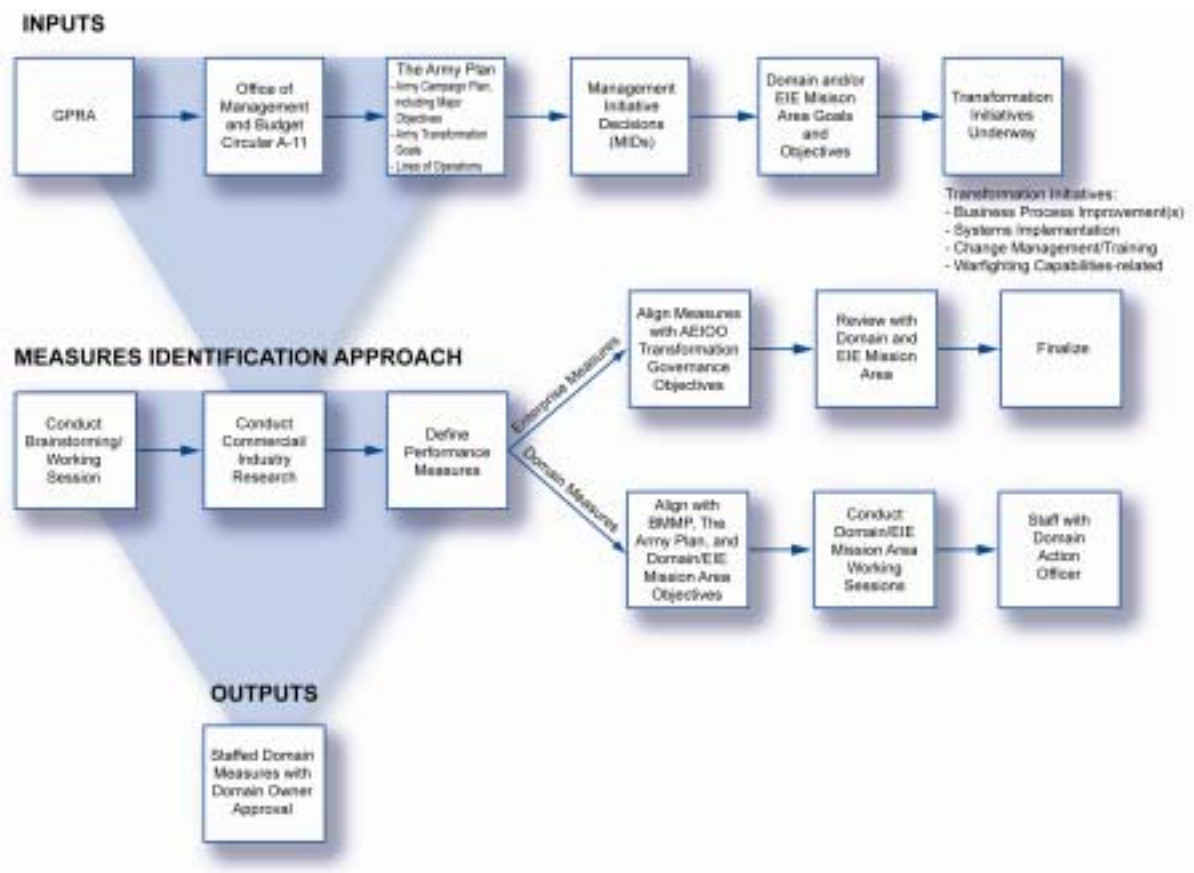 INPUTS
GPRA
Office of
Management
and Budget
Circular A-11
The Army Plan
- Army Campaign Plan,
including Major
Objectives
- Army Transformation
Goals
- Lines of Operations
Management
Initiative
Decisions
(MIDs)
Domain and/or
EIE Mission
Area Goals
and
Objectives
Transformation
Initiatives
Underway
Transformation Initiatives:
- Business Process Improvement(s)
- Systems Implementation
- Change Management/Training
- Warfighting Capabilities-related
MEASURES IDENTIFICATION APPROACH
Conduct
Brainstorming/
Working
Session
Conduct
Commercial/
Industry
Research
Define
Performance
Measures
Enterprise Measures
Align Measures
with AEIOO
Transformation
Governance
Objectives
Review with
Domain and
EIE Mission
Area
Finalize
Domain Measures
Align with
BMMP, The
Army Plan, and
Domain/EIE
Mission Area
Objectives
Conduct
Domain/EIE
Mission Area
Working
Sessions
Staff with
Domain
Action
Officer
OUTPUTS
Staffed Domain
Measures with
Domain Owner
Approval